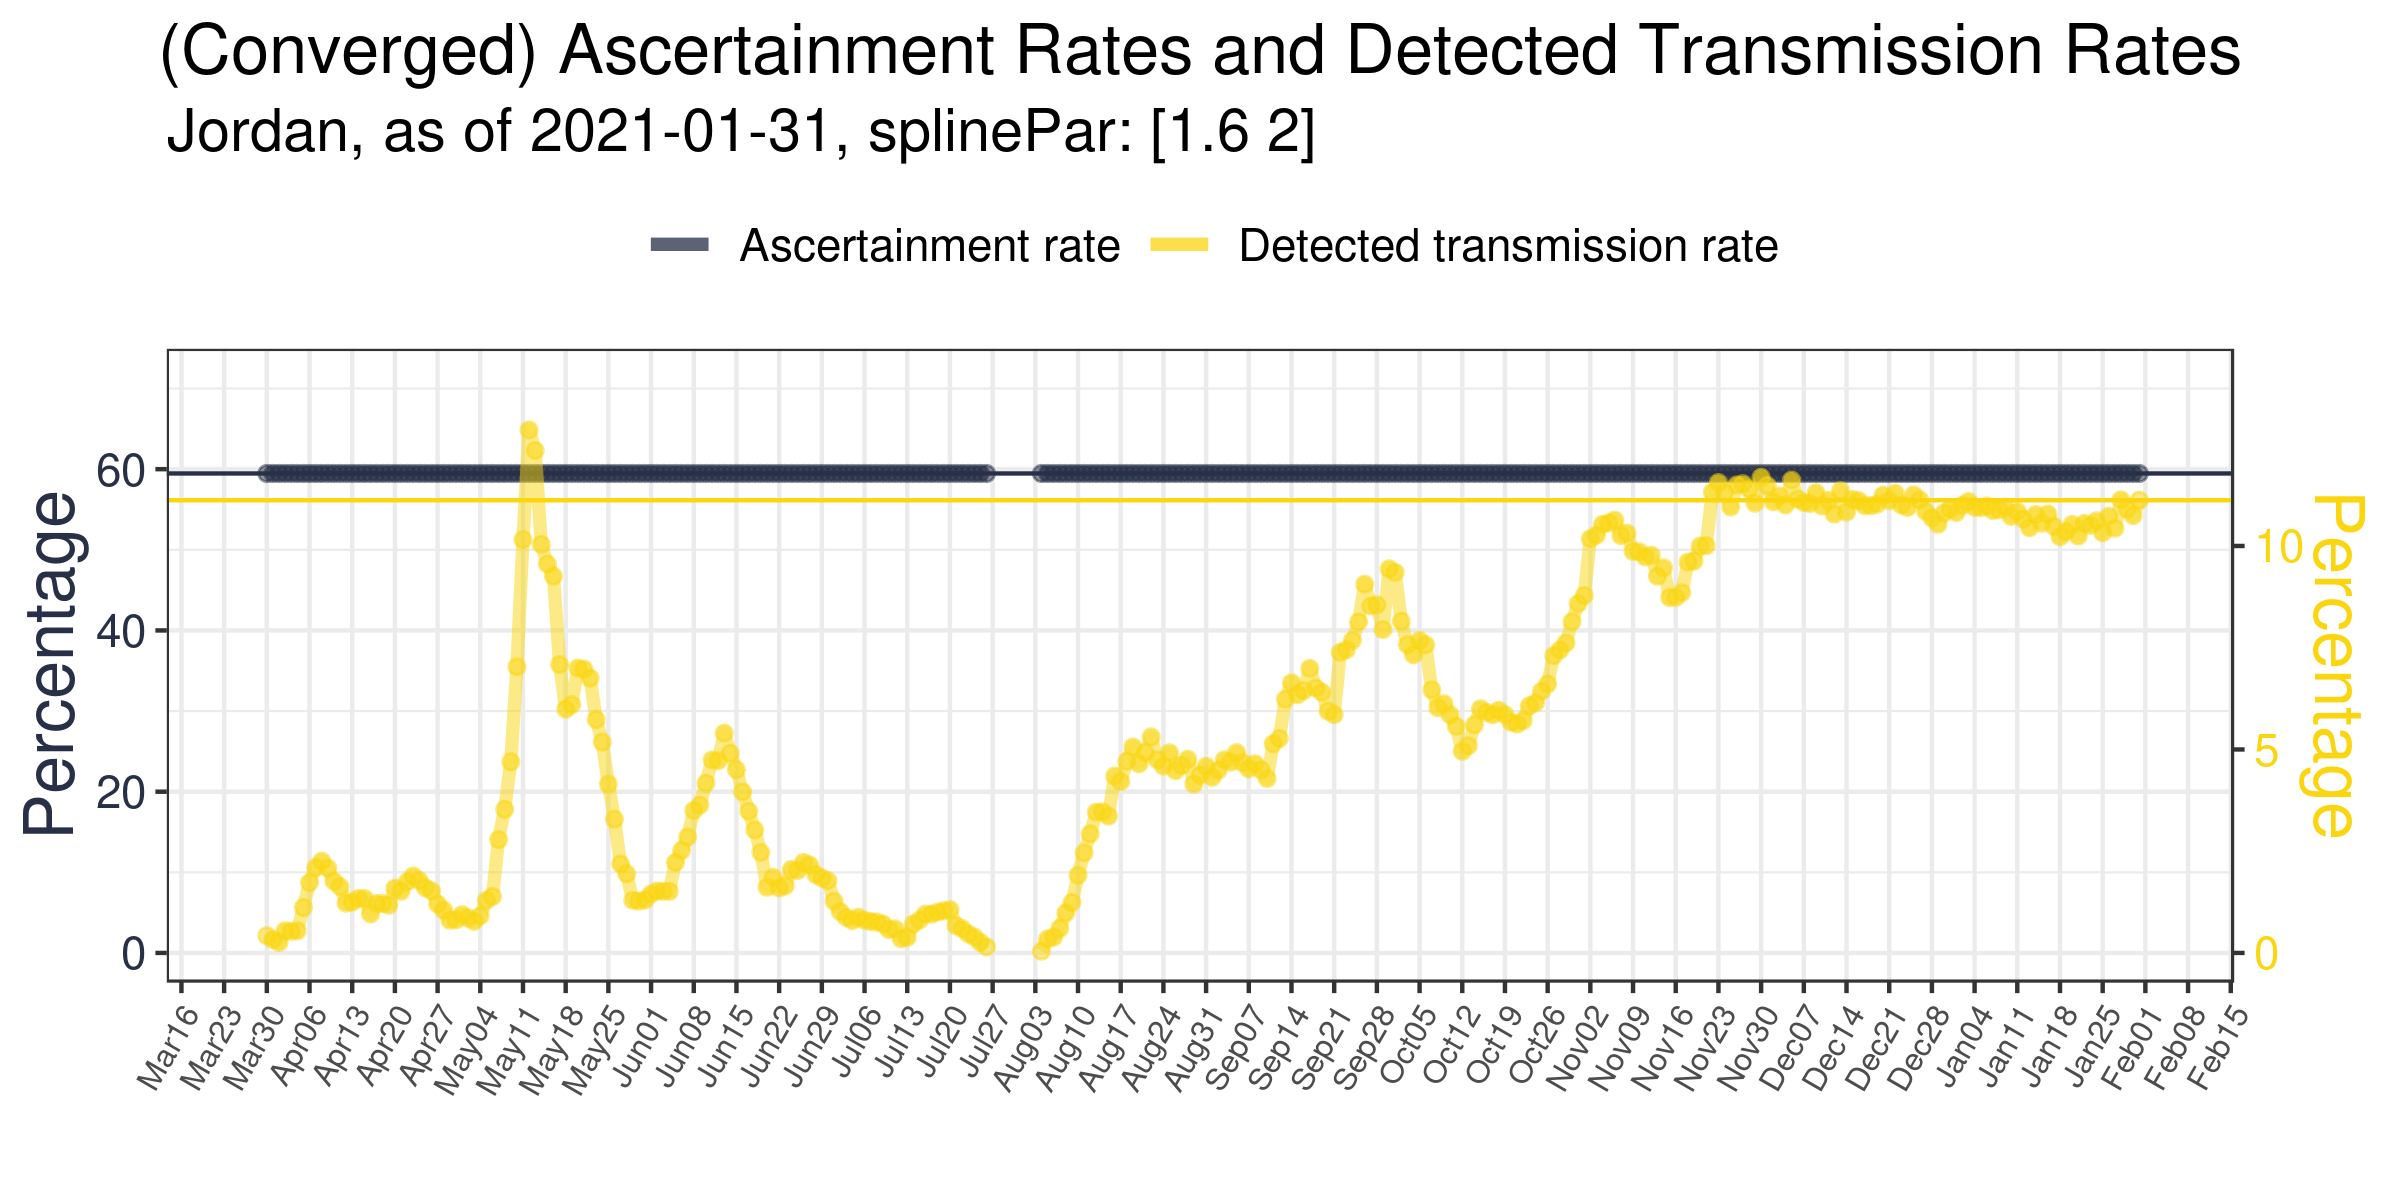 (Converged) Ascertainment Rates and Detected Transmission Rates
Jordan, as of 2021-01-31, splinePar: [1.6 2]
Ascertainment rate
Detected transmission rate
Percentage
60
40
20
0
10
5
0
Percentage
Mar16
Mar23
Mar30
Apr06
Apr13
Apr20
Apr27
May04
May11
May18
May25
Jun01
Jun08
Jun15
Jun22
Jun29
Jul06
Jul13
Jul20
Jul27
Aug03
Aug10
Aug17
Aug24
Aug31
Sep07
Sep14
Sep21
Sep28
Oct05
Oct12
Oct19
Oct26
Nov02
Nov09
Nov16
Nov23
Nov30
Dec07
Dec14
Dec21
Dec28
Jan04
Jan11
Jan18
Jan25
Feb01
Feb08
Feb15